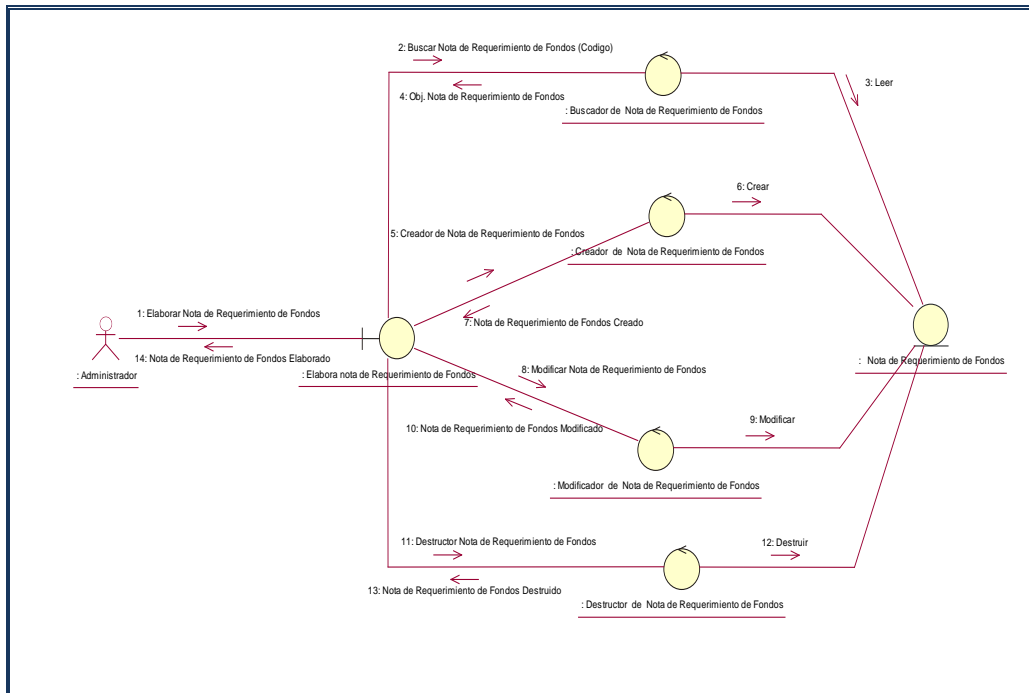 2: Buscar Nota de Requerimiento de Fondos (Codigo)
3: Leer
4: Obj. Nota de Requerimiento de Fondos
: Buscador de Nota de Requerimiento de Fondos
6: Crear
5: Creador de Nota de Requerimiento de Fondos
: Creador de Nota de Requerimiento de Fondos
1: Elaborar Nota de Requerimiento de Fondos
7: Nota de Requerimiento de Fondos Creado
14: Nota de Requerimiento de Fondos Elaborado
: Nota de Requerimiento de Fondos
: Administrador
: Elabora nota de Requerimiento de Fondos
8: Modificar Nota de Requerimiento de Fondos
10: Nota de Requerimiento de Fondos Modificado
9: Modificar
: Modificador de Nota de Requerimiento de Fondos
11: Destructor Nota de Requerimiento de Fondos
12: Destruir
13: Nota de Requerimiento de Fondos Destruido
: Destructor de Nota de Requerimiento de Fondos